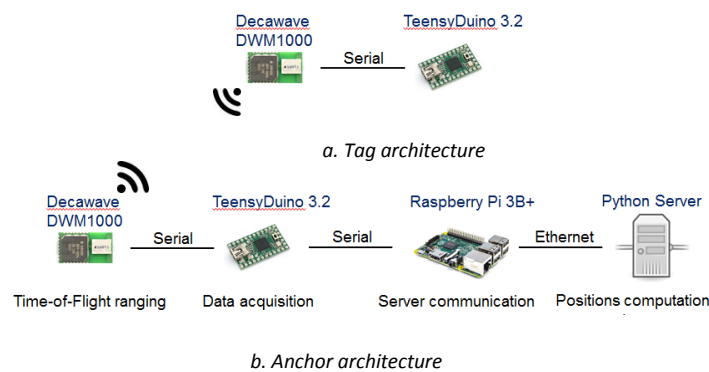 Decawave
DWM1000
TeensyDuino 3.2
Serial
a. Tag architecture
Decawave
DWM1000
TeensyDuino 3.2
Raspberry Pi 3B+
Python Server
Serial
Serial
Ethernet
Time-of-Flight ranging
Data acquisition
Server communication
Positions computation
b. Anchor architecture